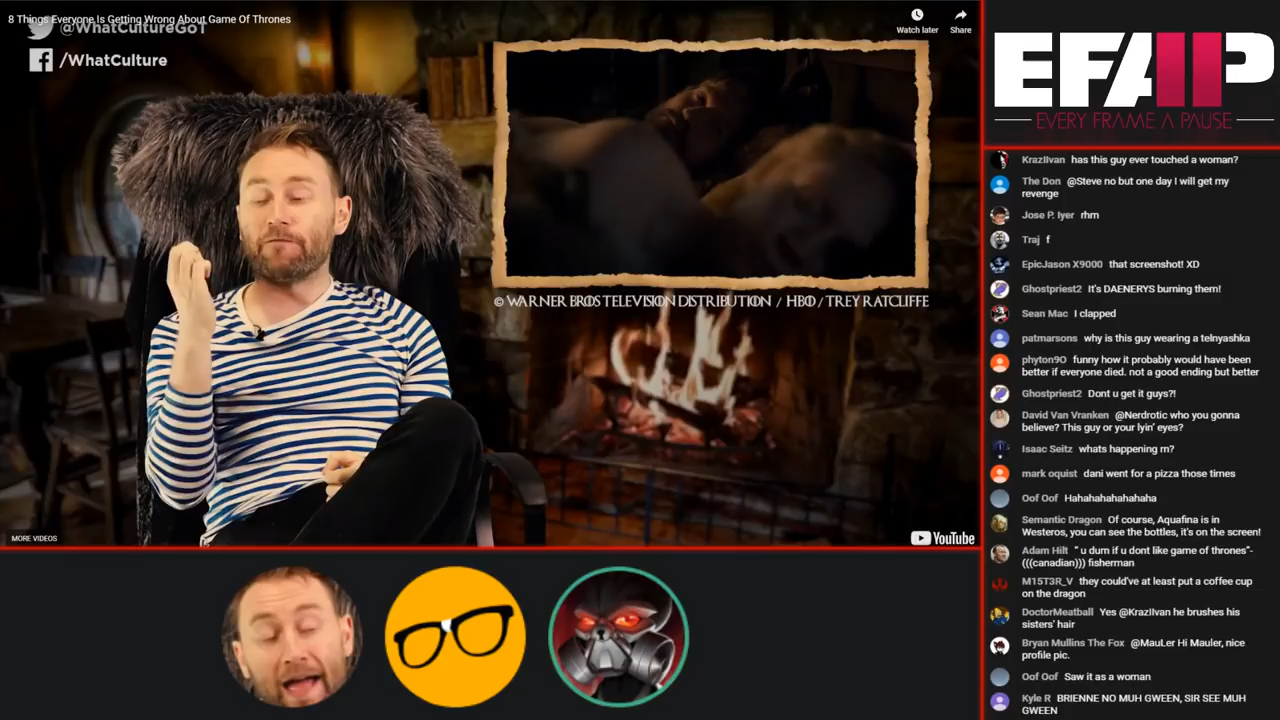 8 Things Everyone Is Getting Wrong About Game Of Thrones
@WhatCultureGoT
/WhatCulture
Watch later
Share
© WARNER BROS TELEVISION DISTRIBUTION / HBO / TREY RATCLIFFE
MORE VIDEOS
YouTube
EFAP
EVERY FRAME A PAUSE
KrazIIvan has this guy ever touched a woman?
The Don @Steve no but one day I will get my
revenge
Jose P. Iyer rhm
Traj f
EpicJason X9000 that screenshot! XD
Ghostpriest2 It's DAENERYS burning them!
Sean Mac I clapped
patmarsons why is this guy wearing a telnyashka
phyton9O funny how it probably would have been
better if everyone died. not a good ending but better
Ghostpriest2 Dont u get it guys?!
David Van Vranken @Nerdrotic who you gonna
believe? This guy or your lyin' eyes?
Isaac Seitz whats happening rn?
mark oquist dani went for a pizza those times
Oof Oof Hahahahahahaha
Semantic Dragon Of course, Aquafina is in
Westeros, you can see the bottles, it's on the screen!
Adam Hilt " u dum if u dont like game of thrones"-
(((canadian))) fisherman
M15T3R_V they could've at least put a coffee cup
on the dragon
DoctorMeatball Yes @KrazIIvan he brushes his
sisters' hair
Bryan Mullins The Fox @MauLer Hi Mauler, nice
profile pic.
Oof Oof Saw it as a woman
Kyle R BRIENNE NO MUH GWEEN, SIR SEE MUH
GWEEN